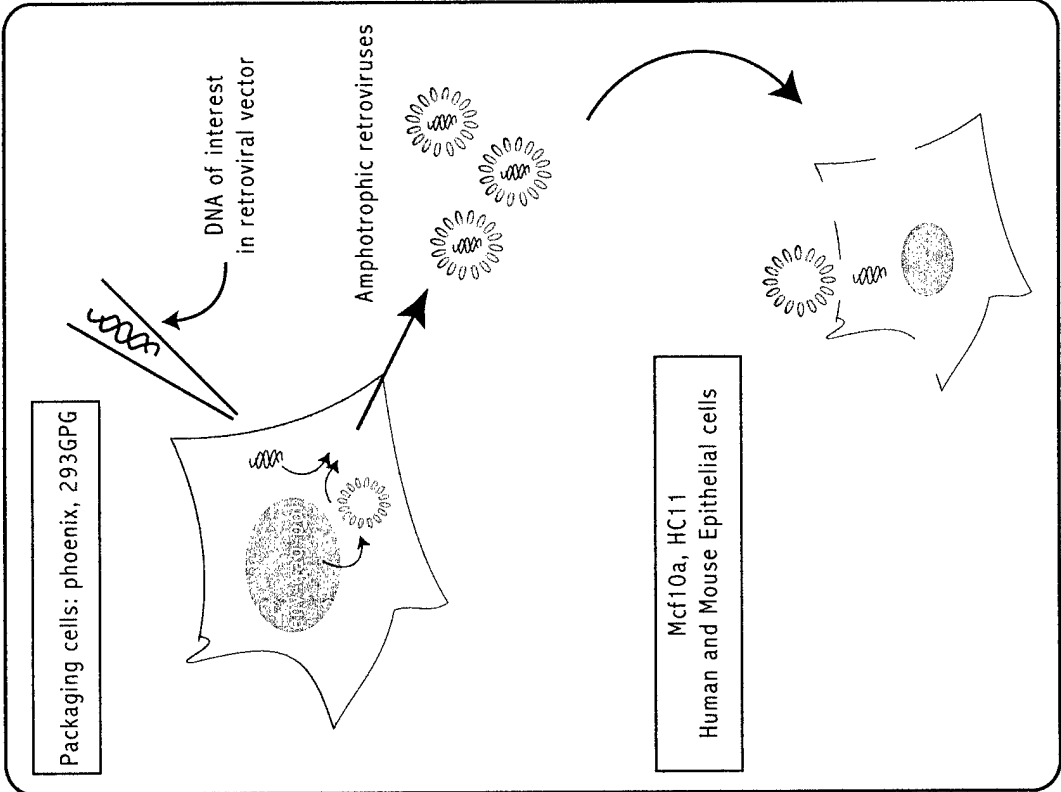 Packaging cells: phoenix, 293GPG
DNA of interest
in retroviral vector
Amphotrophic retroviruses
Mcf10a, HC11
Human and Mouse Epithelial cells